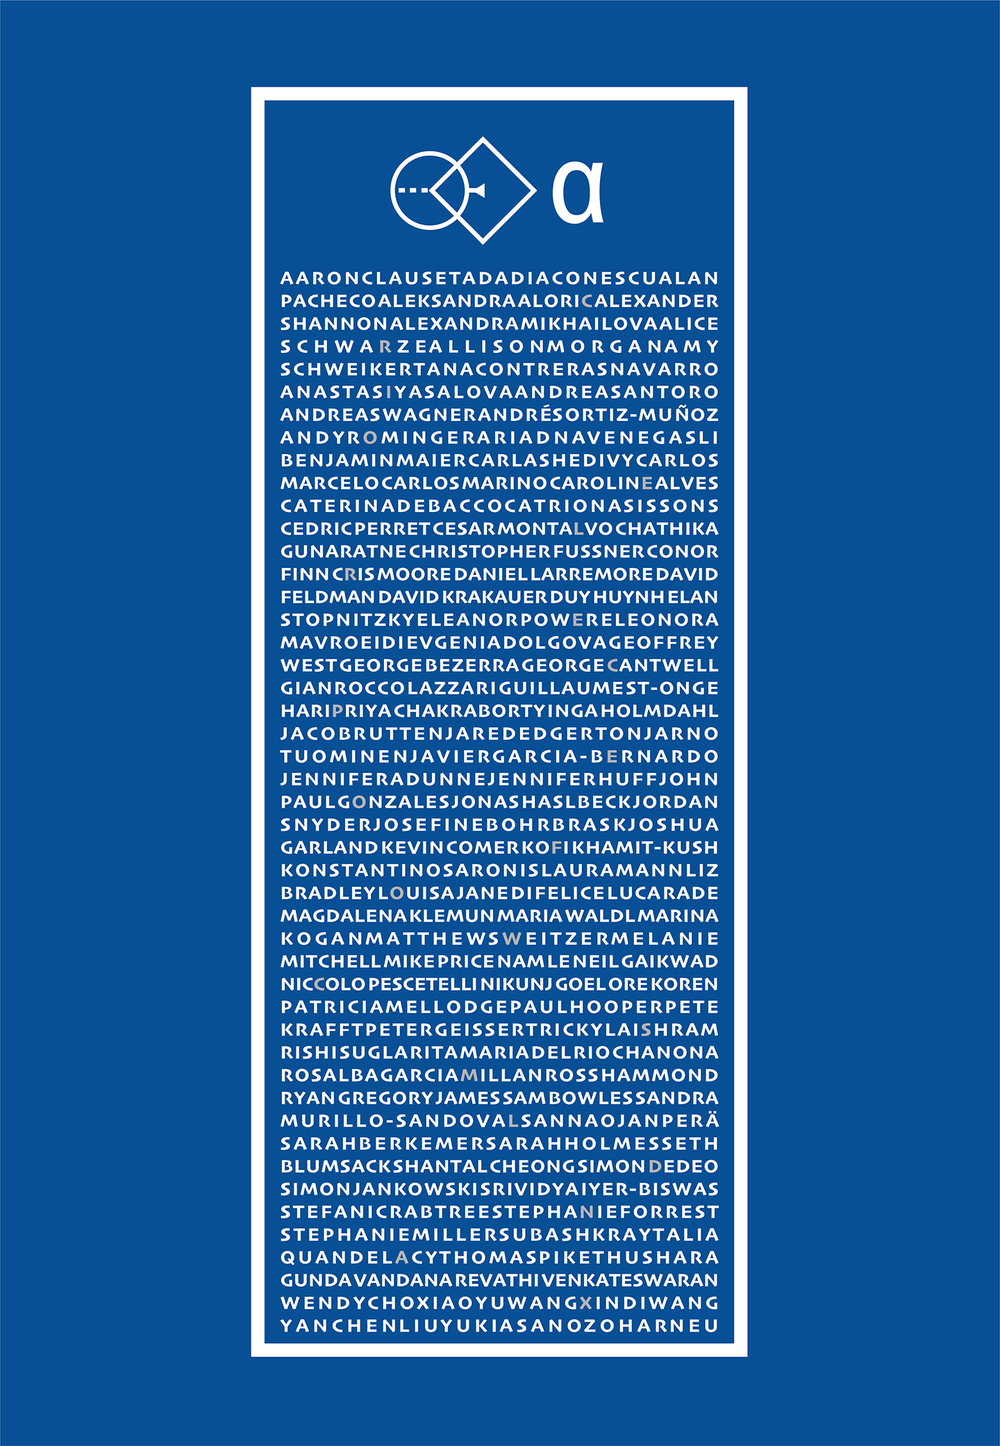 α
AARONCLAUSETADADIACONESCUALAN
PACHECOALEKSANDRAALORICALEXANDER
SHANNONALEXANDRAMIKHAILOVAALICE
SCHWARZEALLISONMORGANAMY
SCHWEIKERTANACONTRERASNAVARRO
ANASTASIYASALOVAANDREASANTORO
ANDREASWAGNERANDRÉSORTIZ-MUÑOZ
ANDYROMINGERARIADNAVENEGASLI
BENJAMINMAIERCARLASHEDIVYCARLOS
MARCELOCARLOSMARINOCAROLINEALVES
CATERINADEBACCOCATRIONASISSONS
CEDRICPERRETCESARMONTALVOCHATHIKA
GUNARATNECHRISTOPHERFUSSNERCONOR
FINNCRISMOOREDANIELLARREMOREDAVID
FELDMANDAVIDKRAKAUERDUYHUYNHELAN
STOPNITZKYELEANORPOWERELEONORA
MAVROEIDIEVGENIADOLGOVAGEOFFREY
WESTGEORGEBEZERRAGEORGECANTWELL
GIANROCCOLAZZARIGUILLAUMEST-ONGE
HARIPRIYACHAKRABORTYINGAHOLMDAHL
JACOBRUTTENJAREDEDGERTONJARNO
TUOMINENJAVIERGARCIA-BERNARDO
JENNIFERADUNNEJENNIFERHUFFJOHN
PAULGONZALESJONASHASLBECKJORDAN
SNYDERJOSEFINEBOHRBRASKJOSHUA
GARLANDKEVINCOMERKOFIKHAMIT-KUSH
KONSTANTINOSARONISLAURAMANNLIZ
BRADLEYLOUISAJANEDIFELICELUCARADE
MAGDALENAKLEMUNMARIAWALDLMARINA
KOGANMATTHEWSWEITZERMELANIE
MITCHELLMIKEPRICENAMLENEILGAIKWAD
NICCOLOPESCETELLINIKUNJGOELOREKOREN
PATRICIAMELLODGEPAULHOOPERPETE
KRAFFTPETERGEISSERTRICKYLAISHRAM
RISHISUGLARITAMARIADELRIOCHANONA
ROSALBAGARCIAMILLANROSSHAMMOND
RYANGREGORYJAMESSAMBOWLESSANDRA
MURILLO-SANDOVALSANNAOJANPERÄ
SARAHBERKEMERSARAHHOLMESSETH
BLUMSACKSHANTALCHEONGSIMONDEDEO
SIMONJANKOWSKISRIVIDYAIYER-BISWAS
STEFANICRABTREESTEPHANIEFORREST
STEPHANIEMILLERSUBASHKRAYTALIA
QUANDELACYTHOMASPIKETHUSHARA
GUNDAVANDANAREVATHIVENKATESWARAN
WENDYCHOXIAOYUWANGXINDIWANG
YANCHENLIUYUKIASANOZOHARNEU